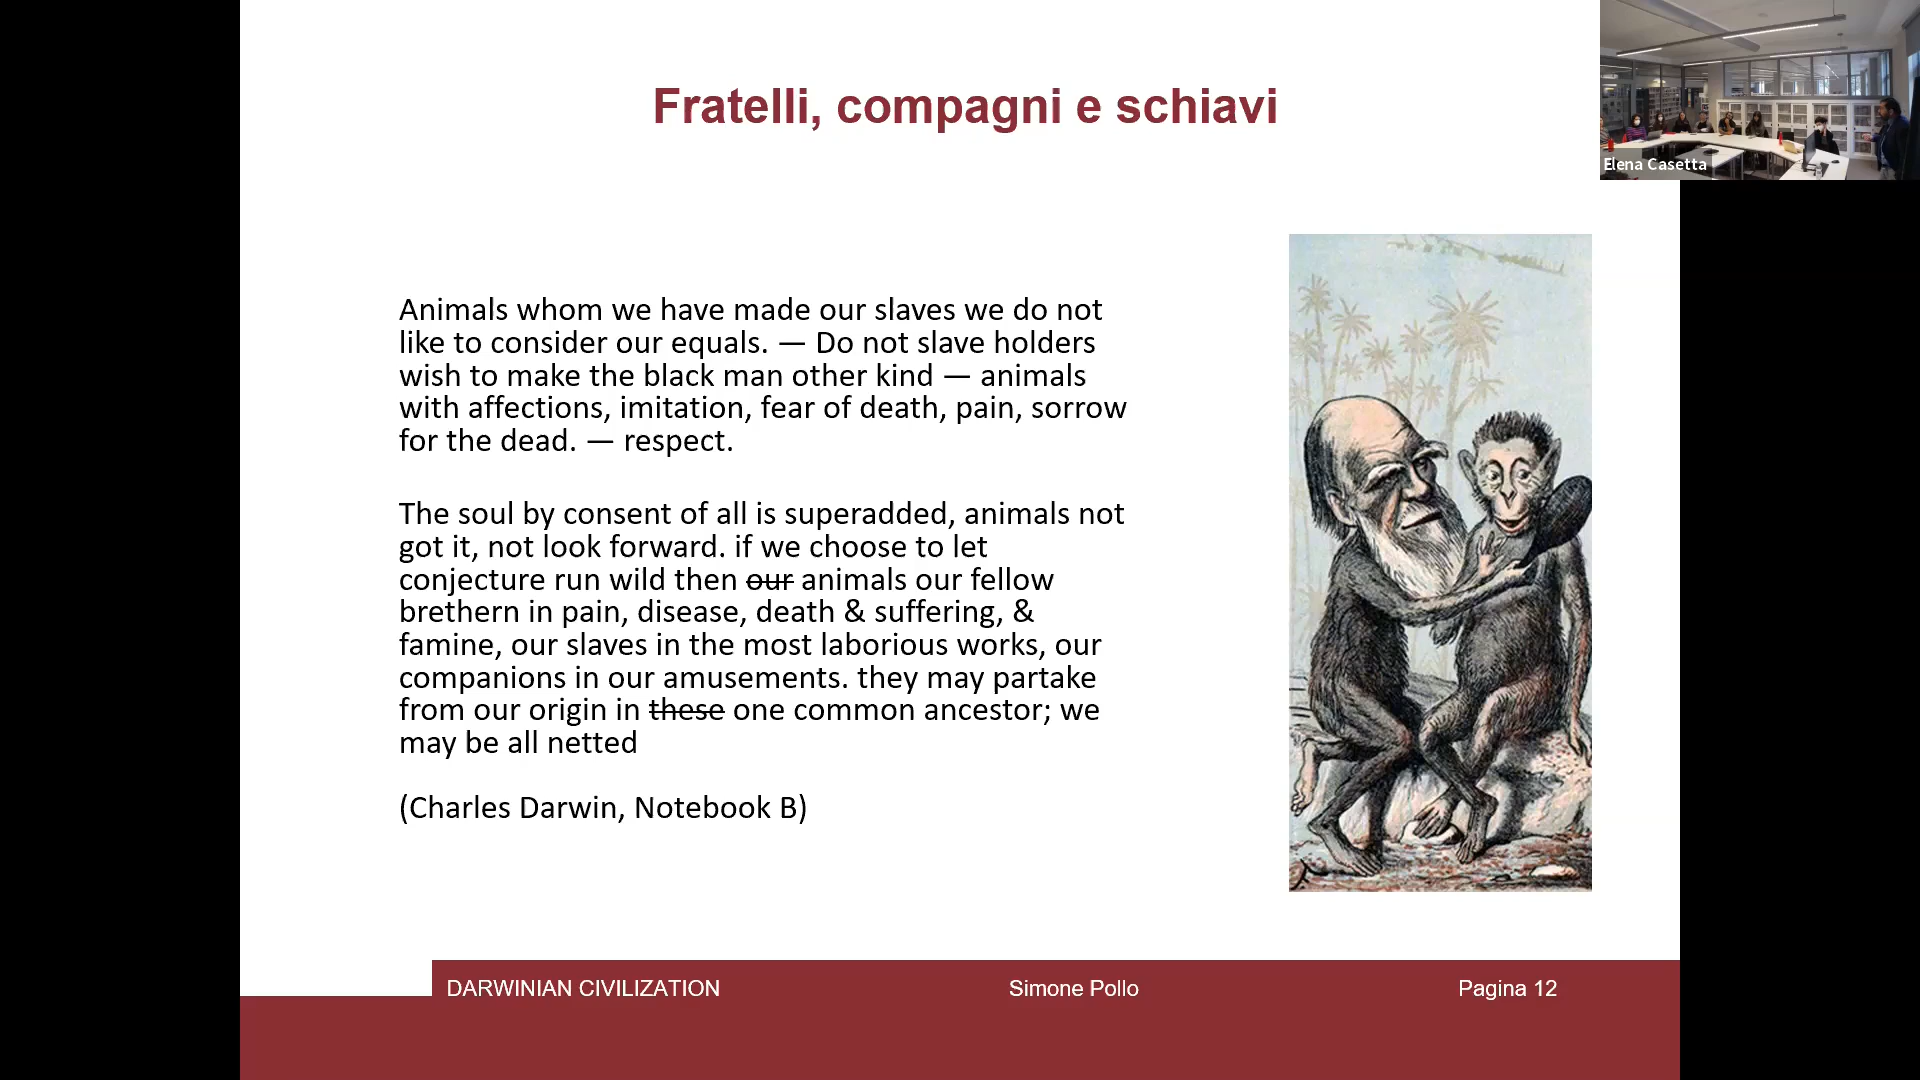 Fratelli, compagni e schiavi
Elena Casetta
Animals whom we have made our slaves we do not
like to consider our equals. — Do not slave holders
wish to make the black man other kind — animals
with affections, imitation, fear of death, pain, sorrow
for the dead. — respect.
The soul by consent of all is superadded, animals not
got it, not look forward. if we choose to let
conjecture run wild then our animals our fellow
brethern in pain, disease, death & suffering, &
famine, our slaves in the most laborious works, our
companions in our amusements. they may partake
from our origin in these one common ancestor; we
may be all netted
(Charles Darwin, Notebook B)
DARWINIAN CIVILIZATION
Simone Pollo
Pagina 12